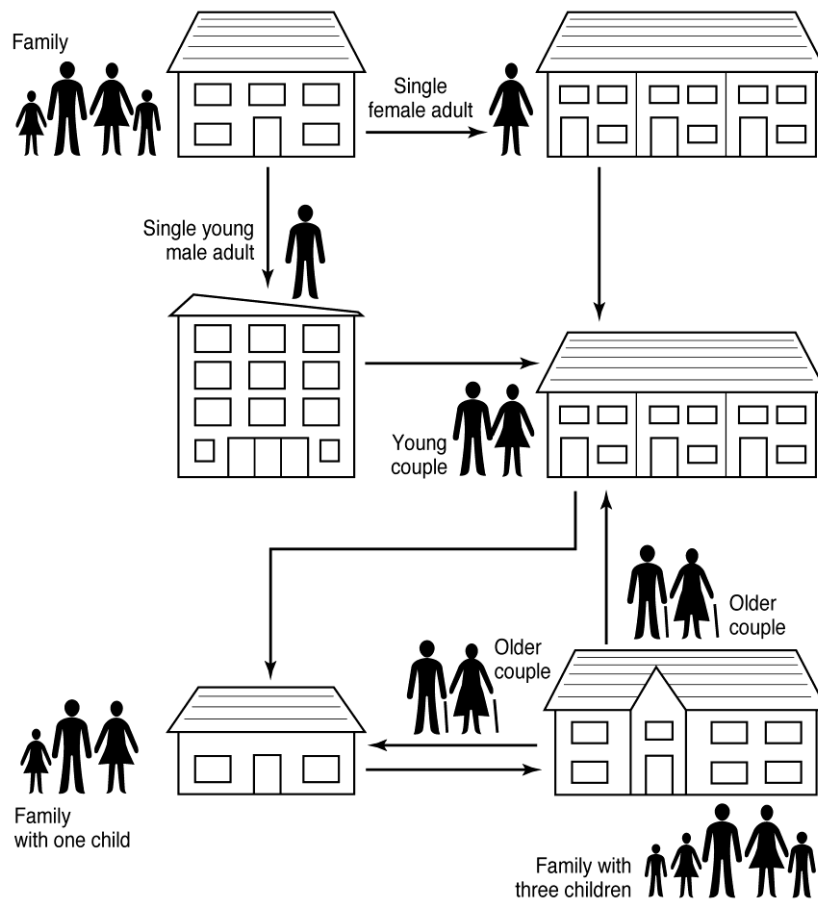 Family
Single
female adult
Single young
male adult
Young
couple
Older
couple
Older
couple
Family
with one child
Family with
three children